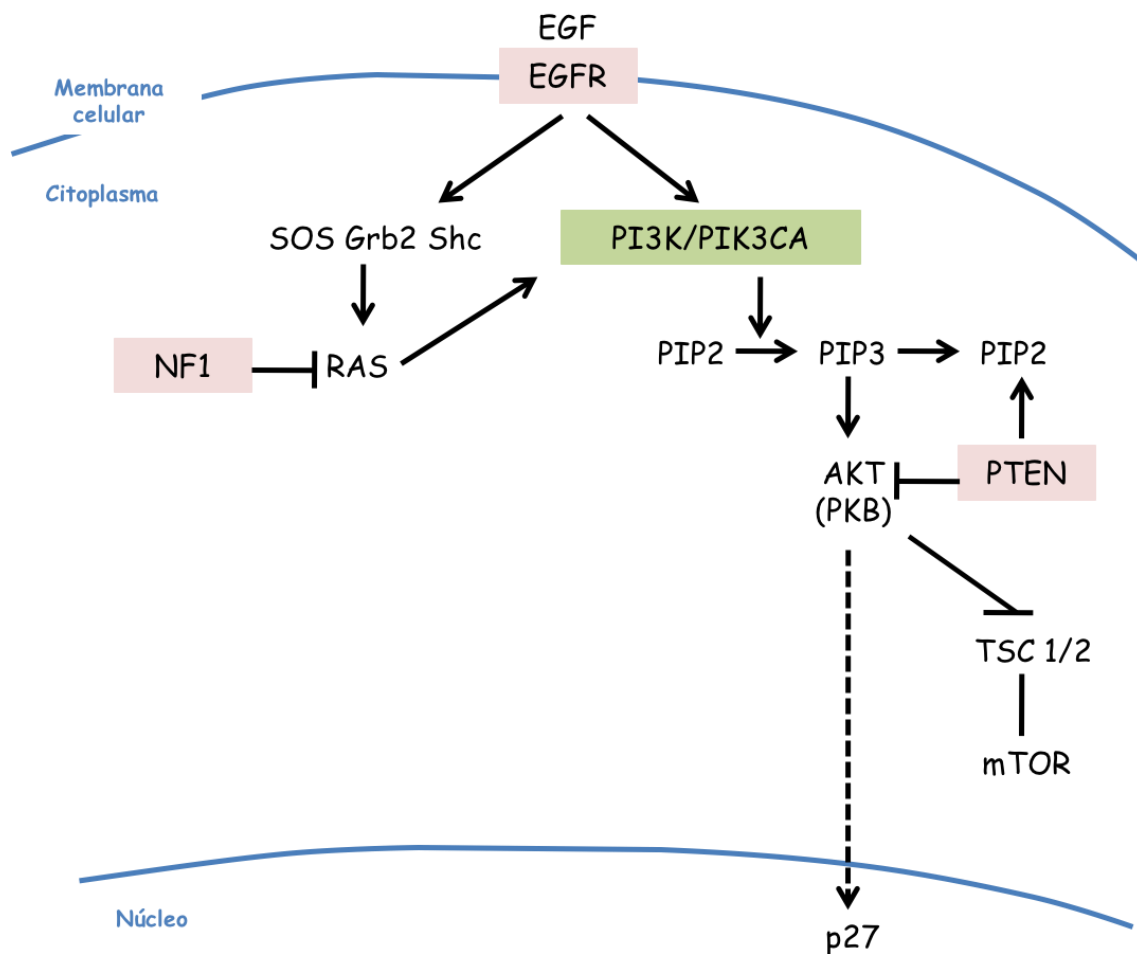 EGF
EGFR
Membrana
celular
Citoplasma
SOS Grb2 Shc
PI3K/PIK3CA
NF1
RAS
PIP2
PIP3
PIP2
AKT
(PKB)
PTEN
TSC 1/2
mTOR
Núcleo
p27